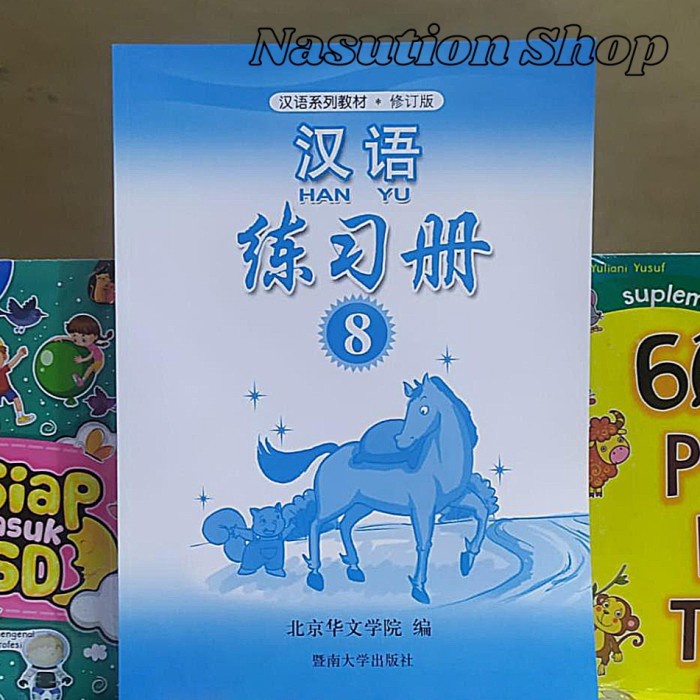 Nasution Shop
汉语系列教材 · 修订版
汉语
HAN YU
练习册
8
北京华文学院 编
暨南大学出版社
Siap
masuk
SD
Yuliani Yusuf
suplem
P
T